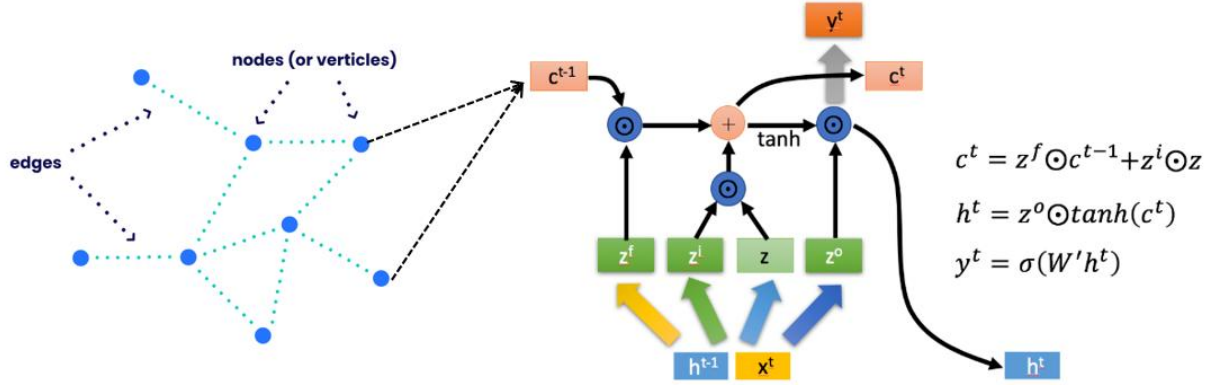 nodes (or verticles)
edges
y^t
c^{t-1}
c^t
⊙
+
tanh
⊙
⊙
z^f
z^i
z
z^o
h^{t-1}
x^t
h^t
c^t = z^f⊙c^{t−1}+z^i⊙z
h^t = z^o⊙tanh(c^t)
y^t = σ(W'h^t)